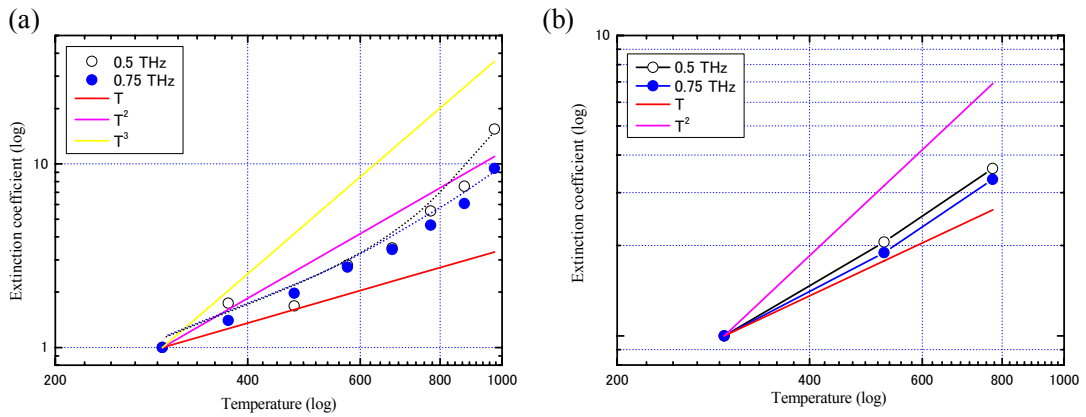 (a)
0.5 THz
0.75 THz
T
T²
T³
10
1
Extinction coefficient (log)
200
400
600
800
1000
Temperature (log)
(b)
10
0.5 THz
0.75 THz
T
T²
Extinction coefficient (log)
200
400
600
800
1000
Temperature (log)